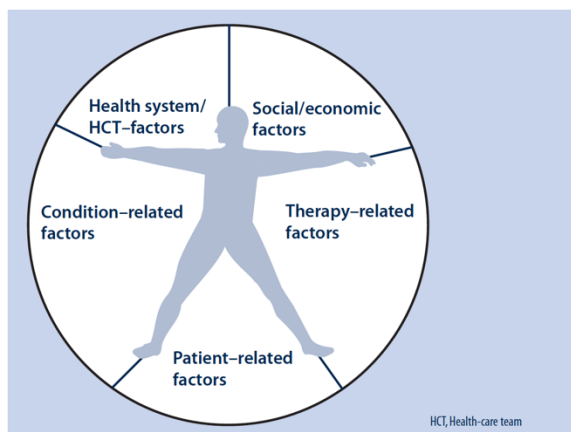 Health system/
HCT–factors
Social/economic
factors
Condition–related
factors
Therapy–related
factors
Patient–related
factors
HCT, Health-care team